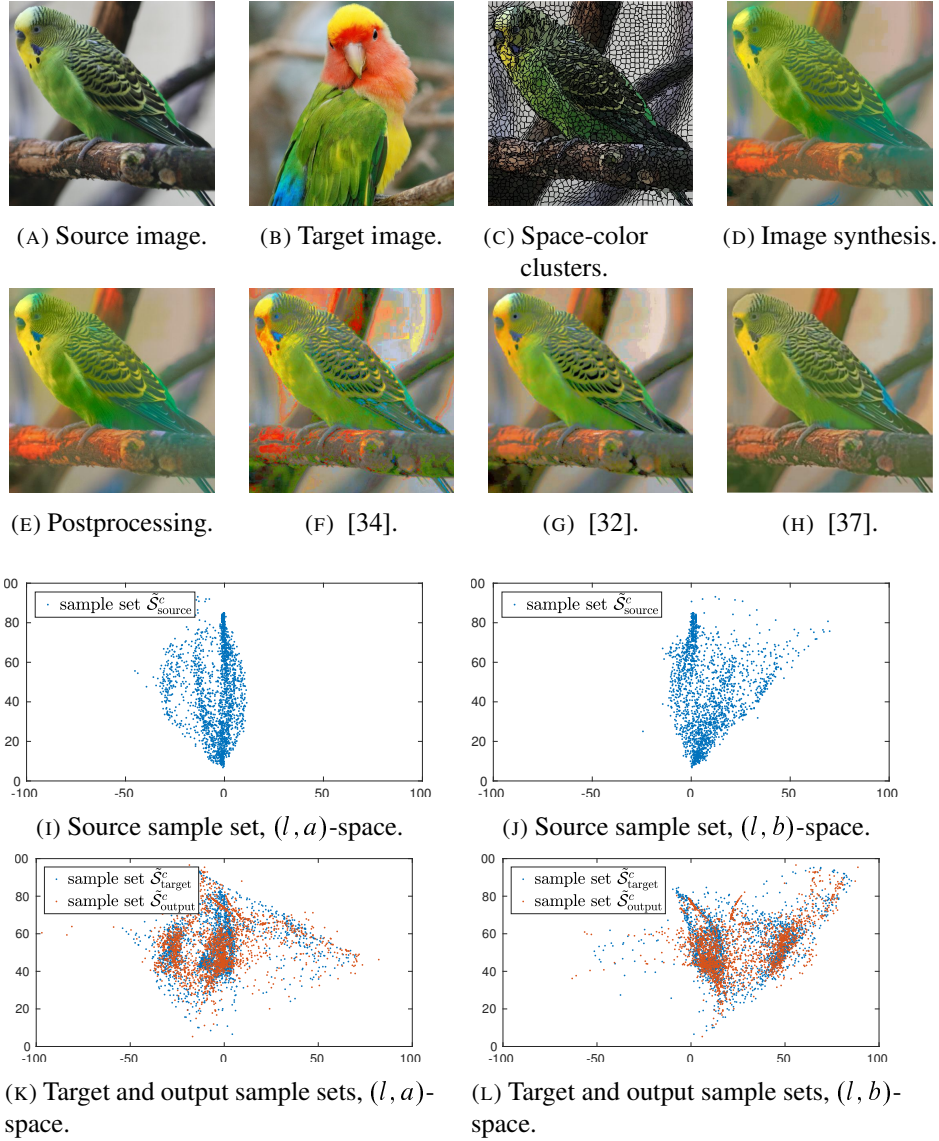 (A) Source image.
(B) Target image.
(C) Space-color
clusters.
(D) Image synthesis.
(E) Postprocessing.
(F) [34].
(G) [32].
(H) [37].
00
80
60
40
20
0
-100
-50
0
50
100
sample set S̃ᶜsource
00
80
60
40
20
0
-100
-50
0
50
100
sample set S̃ᶜsource
(I) Source sample set, (l, a)-space.
(J) Source sample set, (l, b)-space.
00
80
60
40
20
0
-100
-50
0
50
100
sample set S̃ᶜtarget
sample set S̃ᶜoutput
00
80
60
40
20
0
-100
-50
0
50
100
sample set S̃ᶜtarget
sample set S̃ᶜoutput
(K) Target and output sample sets, (l, a)-
space.
(L) Target and output sample sets, (l, b)-
space.